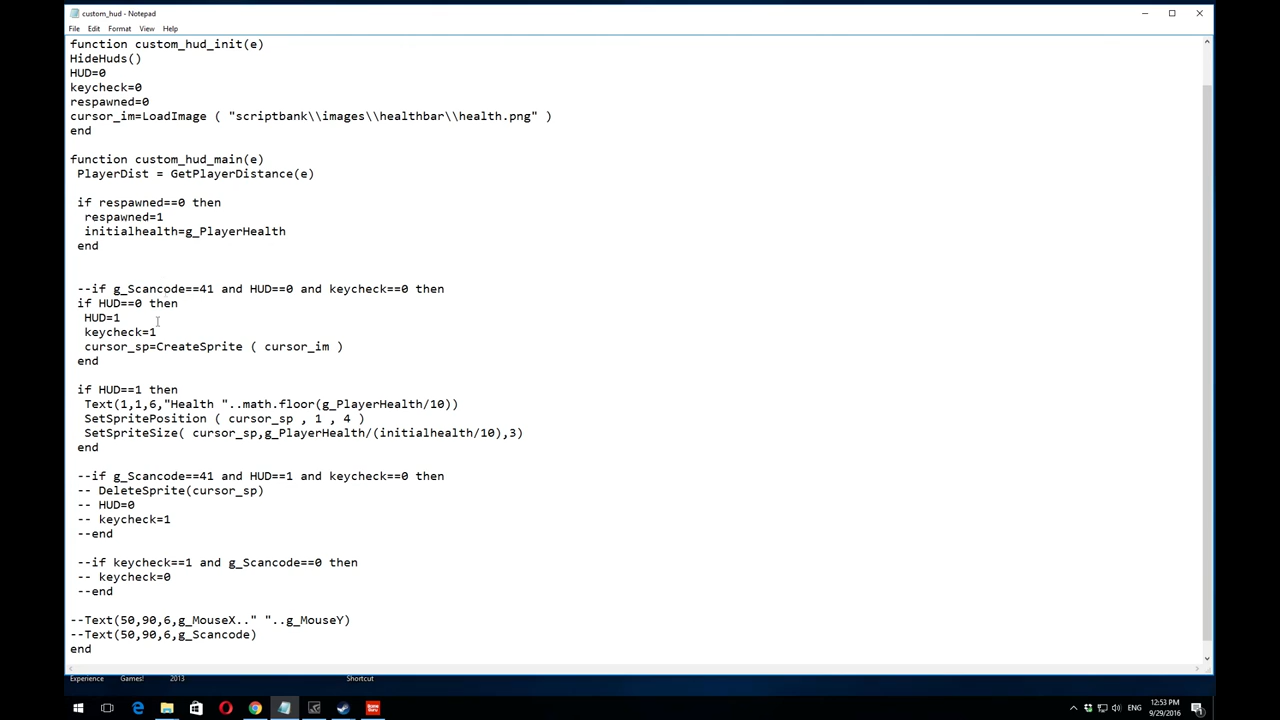 custom_hud - Notepad
File Edit Format View Help
function custom_hud_init(e)
HideHuds()
HUD=0
keycheck=0
respawned=0
cursor_im=LoadImage ( "scriptbank\\images\\healthbar\\health.png" )
end
function custom_hud_main(e)
PlayerDist = GetPlayerDistance(e)
if respawned==0 then
respawned=1
initialhealth=g_PlayerHealth
end
--if g_Scancode==41 and HUD==0 and keycheck==0 then
if HUD==0 then
HUD=1
keycheck=1
cursor_sp=CreateSprite ( cursor_im )
end
if HUD==1 then
Text(1,1,6,"Health "..math.floor(g_PlayerHealth/10))
SetSpritePosition ( cursor_sp , 1 , 4 )
SetSpriteSize( cursor_sp,g_PlayerHealth/(initialhealth/10),3)
end
--if g_Scancode==41 and HUD==1 and keycheck==0 then
-- DeleteSprite(cursor_sp)
-- HUD=0
-- keycheck=1
--end
--if keycheck==1 and g_Scancode==0 then
-- keycheck=0
--end
--Text(50,90,6,g_MouseX.." "..g_MouseY)
--Text(50,90,6,g_Scancode)
end
Experience Games! 2013 Shortcut
ENG 12:53 PM
9/29/2016